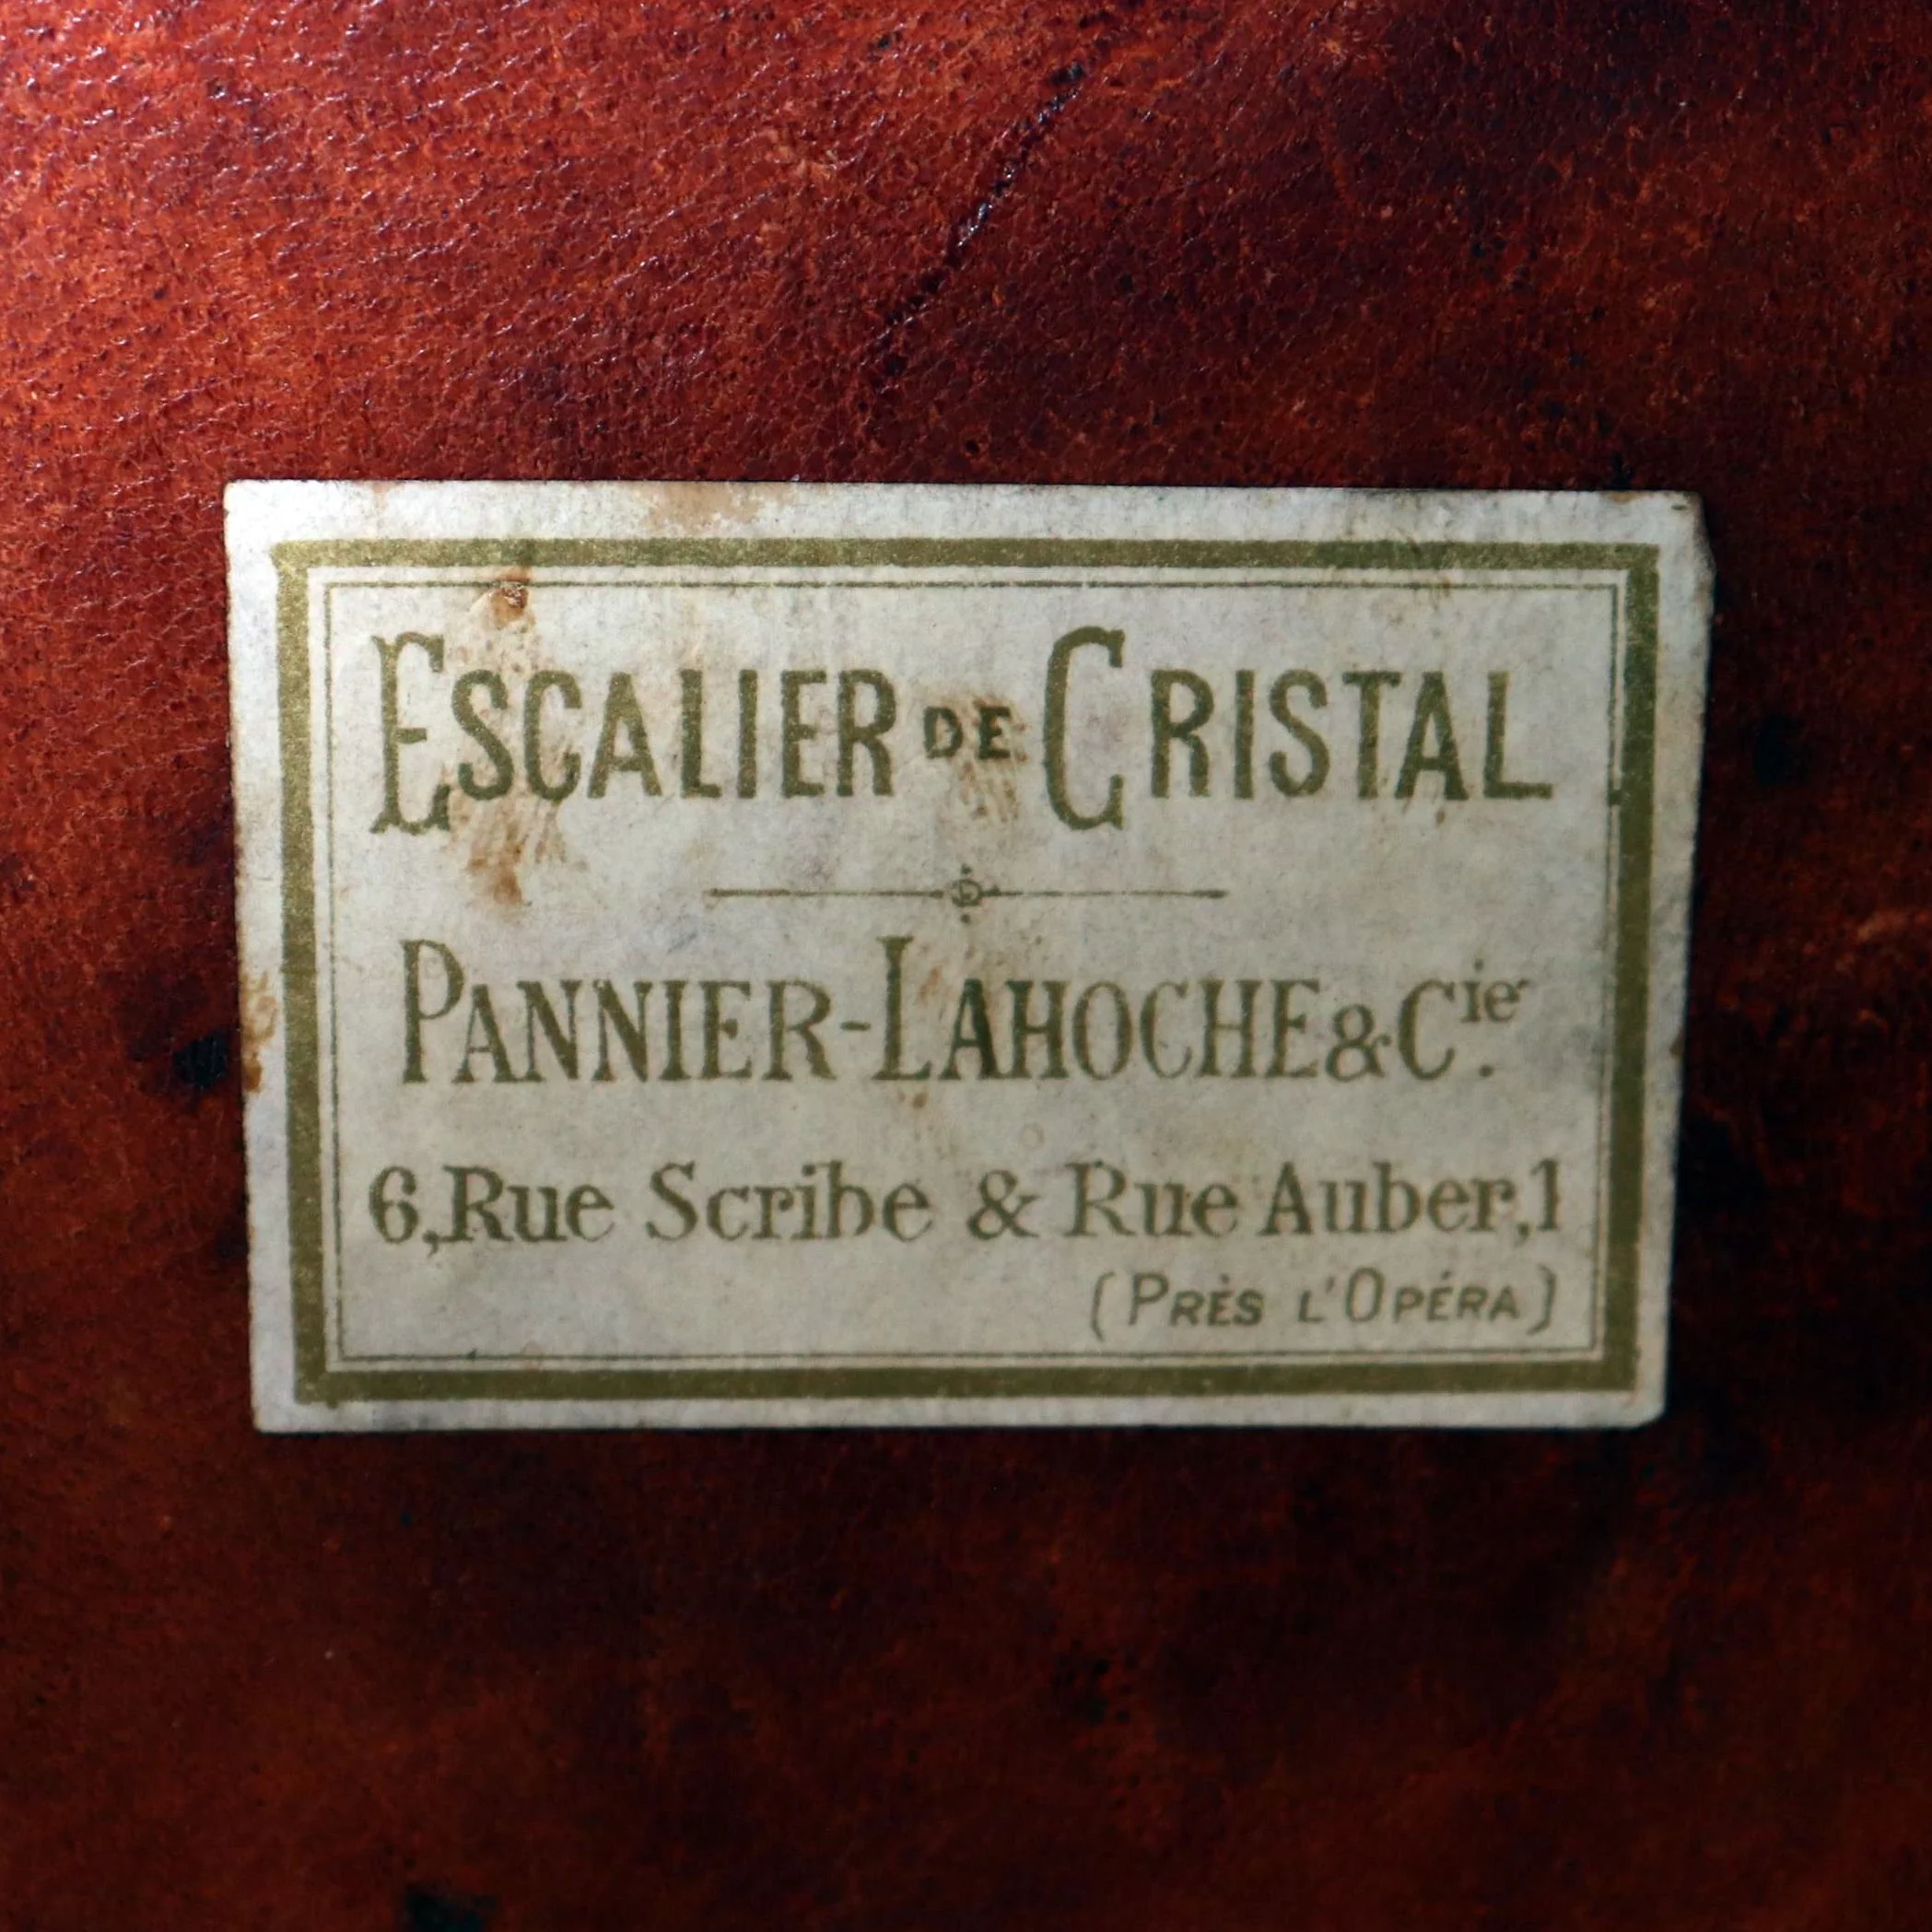 ESCALIER DE CRISTAL
PANNIER-LAHOCHE & Cie.
6, Rue Scribe & Rue Auber, 1
(PRÈS L'OPÉRA)